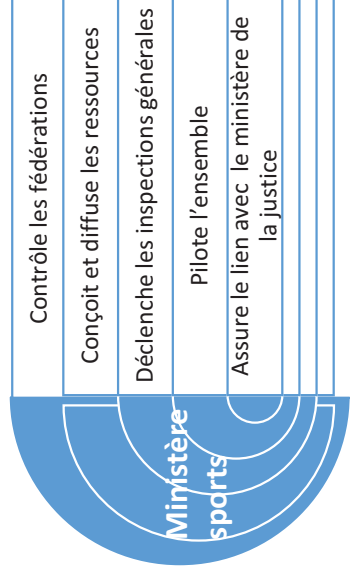 Ministère
sports
Contrôle les fédérations
Conçoit et diffuse les ressources
Déclenche les inspections générales
Pilote l’ensemble
Assure le lien avec le ministère de
la justice